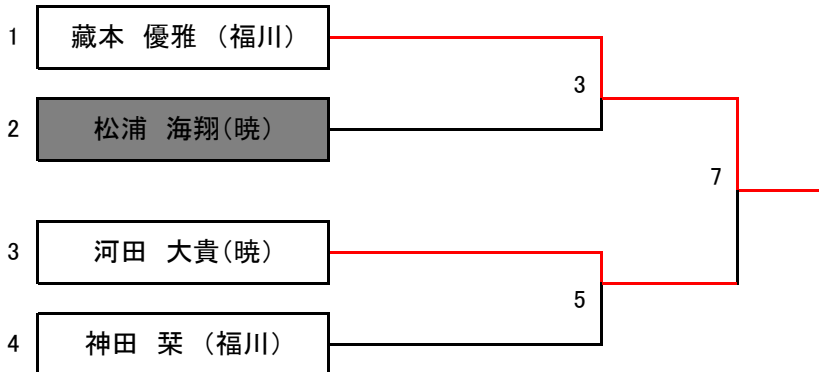 1 藏本 優雅 （福川）
3
2 松浦 海翔（暁）
7
3 河田 大貴（暁）
5
4 神田 栞 （福川）